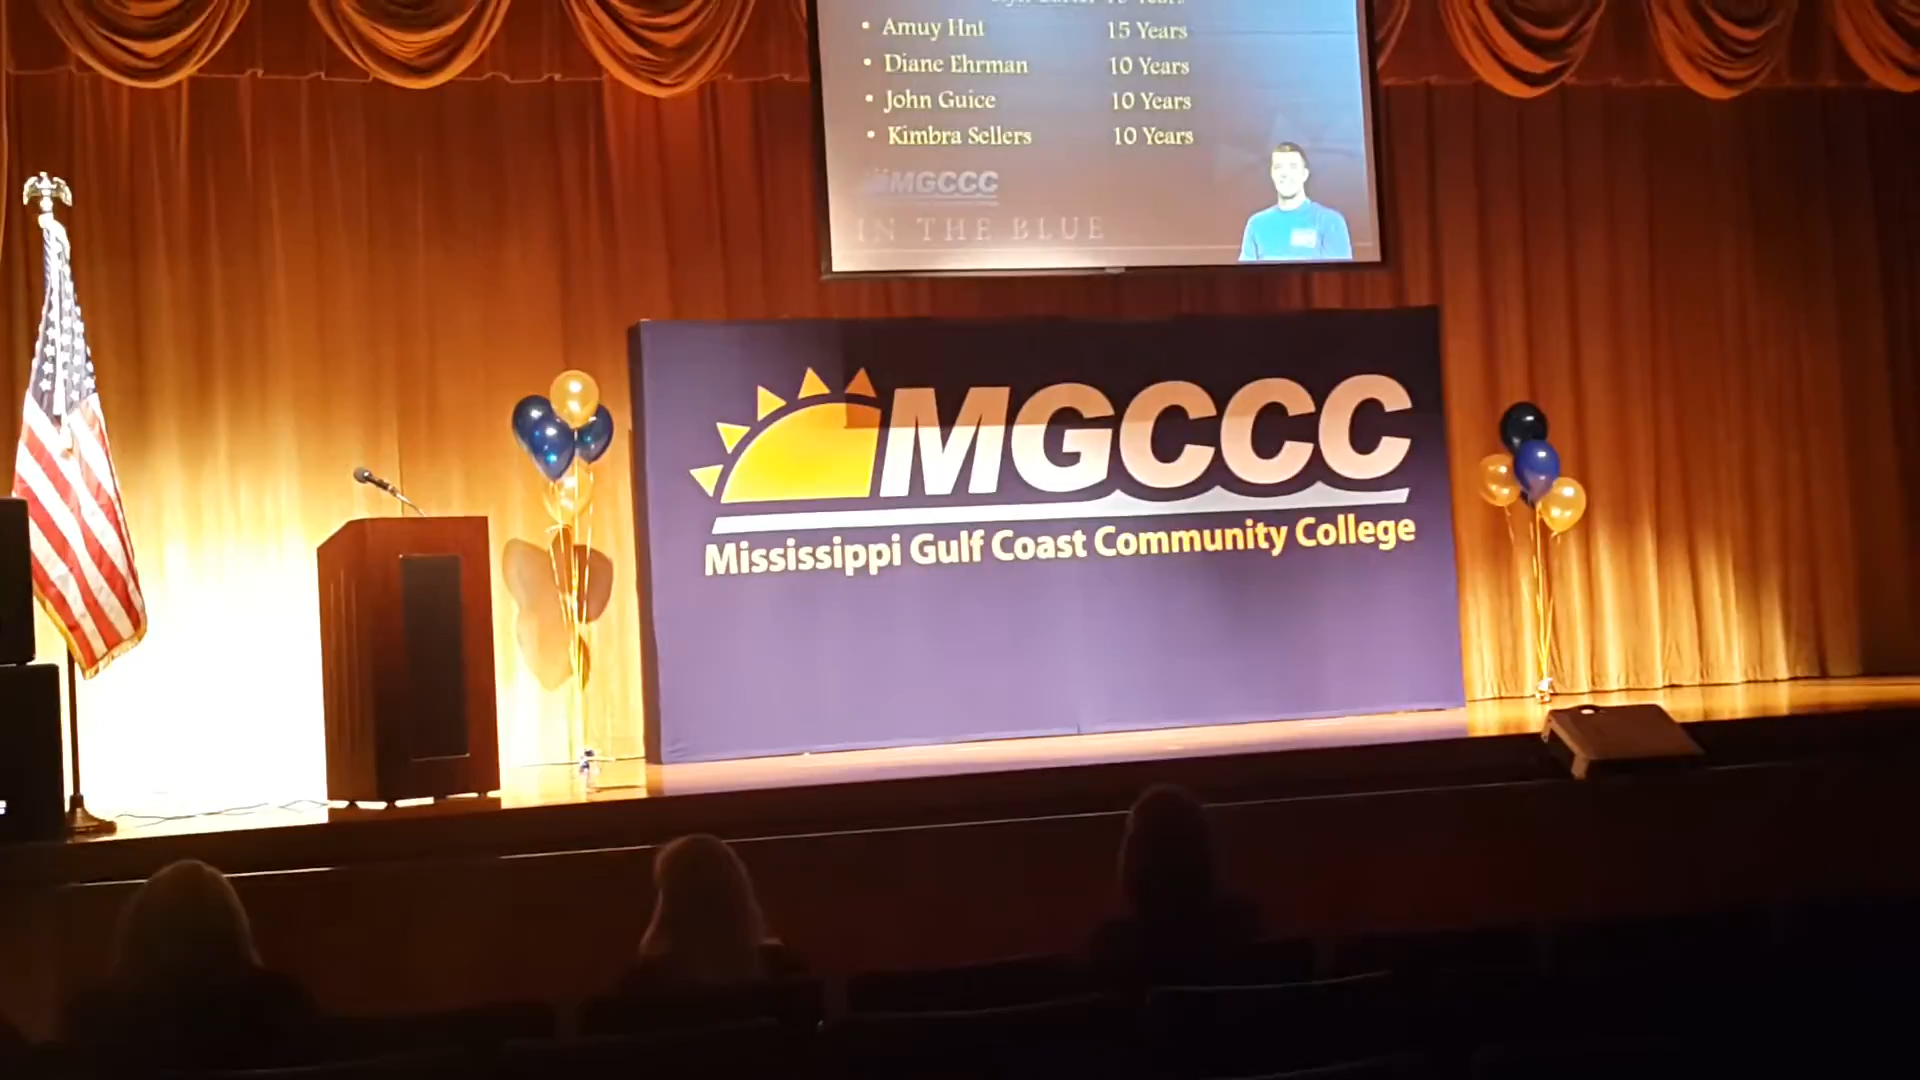 • Amuy Hnt 15 Years
• Diane Ehrman 10 Years
• John Guice 10 Years
• Kimbra Sellers 10 Years
MGCCC
IN THE BLUE
MGCCC
Mississippi Gulf Coast Community College